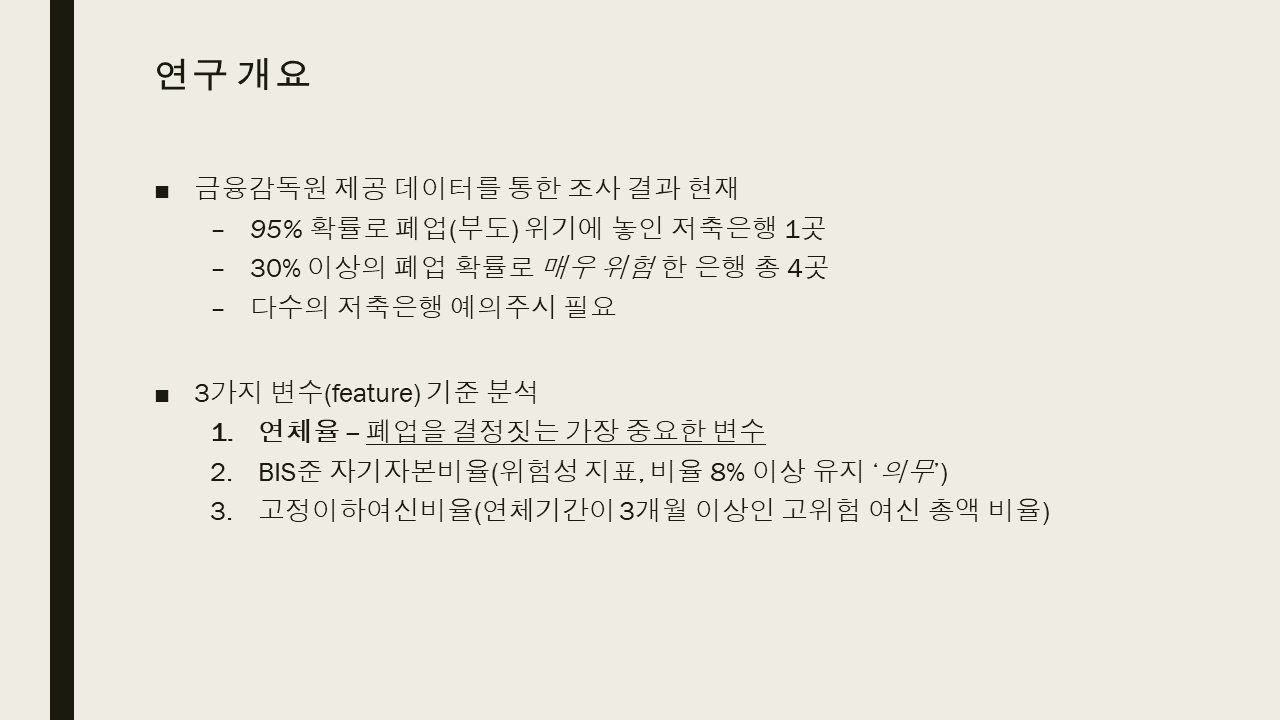 연구 개요
■ 금융감독원 제공 데이터를 통한 조사 결과 현재
– 95% 확률로 폐업(부도) 위기에 놓인 저축은행 1곳
– 30% 이상의 폐업 확률로 매우 위험 한 은행 총 4곳
– 다수의 저축은행 예의주시 필요
■ 3가지 변수(feature) 기준 분석
1. 연체율 – 폐업을 결정짓는 가장 중요한 변수
2. BIS준 자기자본비율(위험성 지표, 비율 8% 이상 유지 ‘의무’)
3. 고정이하여신비율(연체기간이 3개월 이상인 고위험 여신 총액 비율)